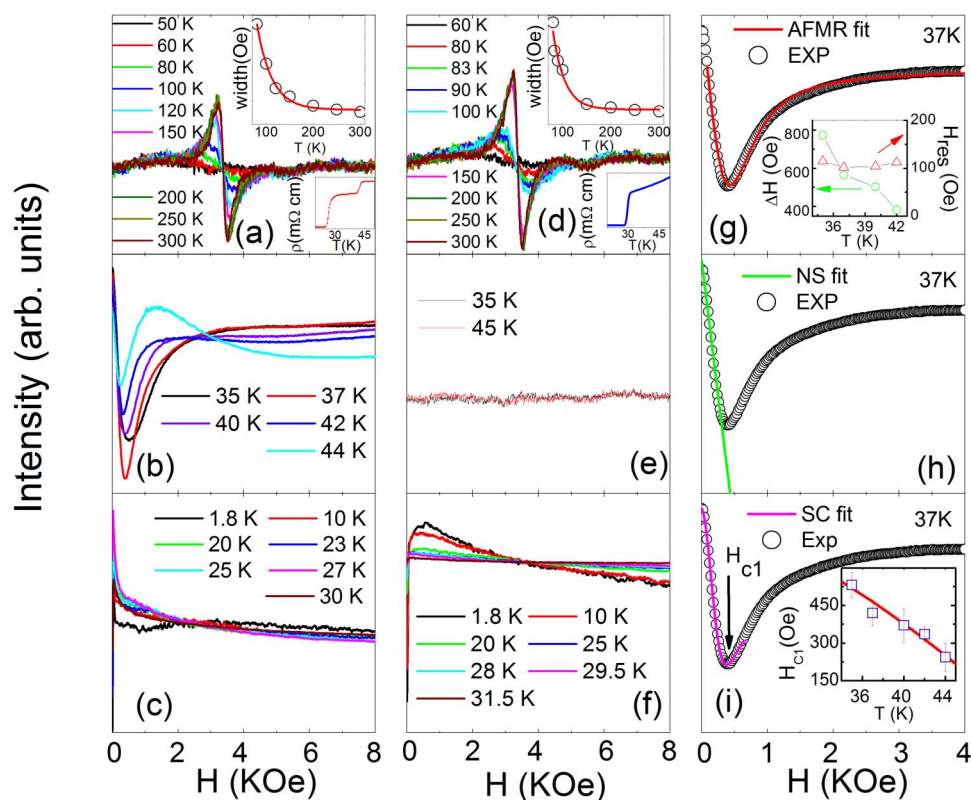 Intensity (arb. units)
50 K
60 K
80 K
100 K
120 K
150 K
200 K
250 K
300 K
width(Oe)
100 200 300
T (K)
ρ(mΩ cm)
30 45
T(K)
(a)
60 K
80 K
83 K
90 K
100 K
150 K
200 K
250 K
300 K
width(Oe)
100 200 300
T (K)
ρ(mΩ cm)
30 45
T(K)
(d)
AFMR fit
EXP
37K
800
600
400
ΔH (Oe)
200
100
0
Hres (Oe)
36 39 42
T (K)
(g)
35 K 37 K
40 K 42 K
44 K
(b)
35 K
45 K
(e)
NS fit
EXP
37K
(h)
1.8 K 10 K
20 K 23 K
25 K 27 K
30 K
(c)
1.8 K 10 K
20 K 25 K
28 K 29.5 K
31.5 K
(f)
SC fit
Exp
37K
H c1
450
300
150
HC1(Oe)
36 40 44
T (K)
(i)
0 2 4 6 8
H (KOe)
0 2 4 6 8
H (KOe)
0 1 2 3 4
H (KOe)